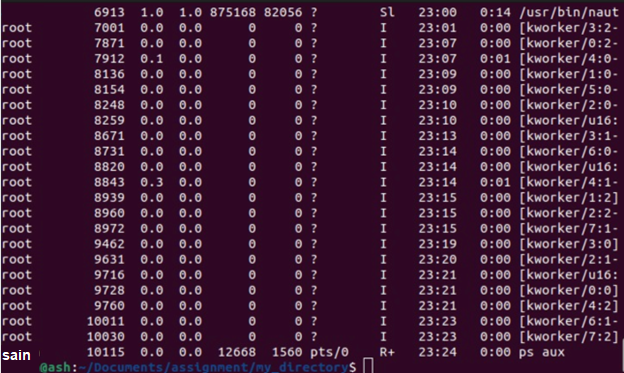 6913 1.0 1.0 875168 82056 ? Sl 23:00 0:14 /usr/bin/naut
root 7001 0.0 0.0 0 0 ? I 23:01 0:00 [kworker/3:2-
root 7871 0.0 0.0 0 0 ? I 23:07 0:00 [kworker/0:2-
root 7912 0.1 0.0 0 0 ? I 23:07 0:01 [kworker/4:0-
root 8136 0.0 0.0 0 0 ? I 23:09 0:00 [kworker/1:0-
root 8154 0.0 0.0 0 0 ? I 23:09 0:00 [kworker/5:0-
root 8248 0.0 0.0 0 0 ? I 23:10 0:00 [kworker/2:0-
root 8259 0.0 0.0 0 0 ? I 23:10 0:00 [kworker/u16:
root 8671 0.0 0.0 0 0 ? I 23:13 0:00 [kworker/3:1-
root 8731 0.0 0.0 0 0 ? I 23:14 0:00 [kworker/6:0-
root 8820 0.0 0.0 0 0 ? I 23:14 0:00 [kworker/u16:
root 8843 0.3 0.0 0 0 ? I 23:14 0:01 [kworker/4:1-
root 8939 0.0 0.0 0 0 ? I 23:15 0:00 [kworker/1:2]
root 8960 0.0 0.0 0 0 ? I 23:15 0:00 [kworker/2:2-
root 8972 0.0 0.0 0 0 ? I 23:15 0:00 [kworker/7:1-
root 9462 0.0 0.0 0 0 ? I 23:19 0:00 [kworker/3:0]
root 9631 0.0 0.0 0 0 ? I 23:20 0:00 [kworker/2:1-
root 9716 0.0 0.0 0 0 ? I 23:21 0:00 [kworker/u16:
root 9728 0.0 0.0 0 0 ? I 23:21 0:00 [kworker/0:0]
root 9760 0.0 0.0 0 0 ? I 23:21 0:00 [kworker/4:2]
root 10011 0.0 0.0 0 0 ? I 23:23 0:00 [kworker/6:1-
root 10030 0.0 0.0 0 0 ? I 23:23 0:00 [kworker/7:2]
sain 10115 0.0 0.0 12668 1560 pts/0 R+ 23:24 0:00 ps aux
@ash:~/Documents/assignment/my_directory$